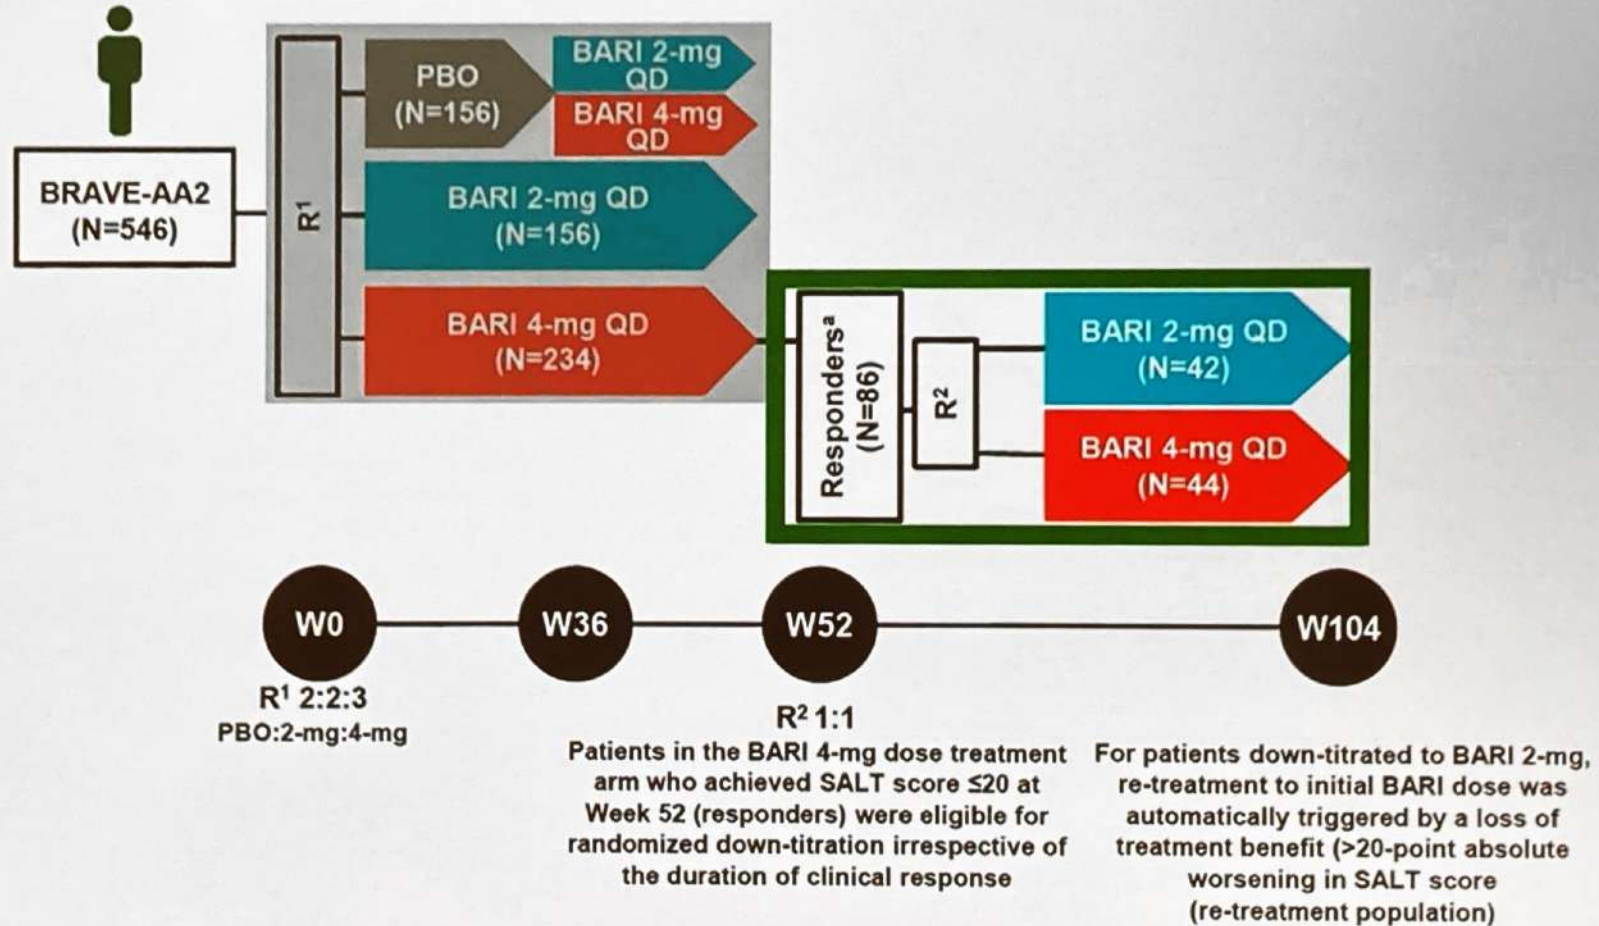 BRAVE-AA2
(N=546)
R¹
PBO
(N=156)
BARI 2-mg
QD
BARI 4-mg
QD
BARI 2-mg QD
(N=156)
BARI 4-mg QD
(N=234)
Respondersᵃ
(N=86)
R²
BARI 2-mg QD
(N=42)
BARI 4-mg QD
(N=44)
W0
W36
W52
W104
R¹ 2:2:3
PBO:2-mg:4-mg
R² 1:1
Patients in the BARI 4-mg dose treatment
arm who achieved SALT score ≤20 at
Week 52 (responders) were eligible for
randomized down-titration irrespective of
the duration of clinical response
For patients down-titrated to BARI 2-mg,
re-treatment to initial BARI dose was
automatically triggered by a loss of
treatment benefit (>20-point absolute
worsening in SALT score
(re-treatment population)